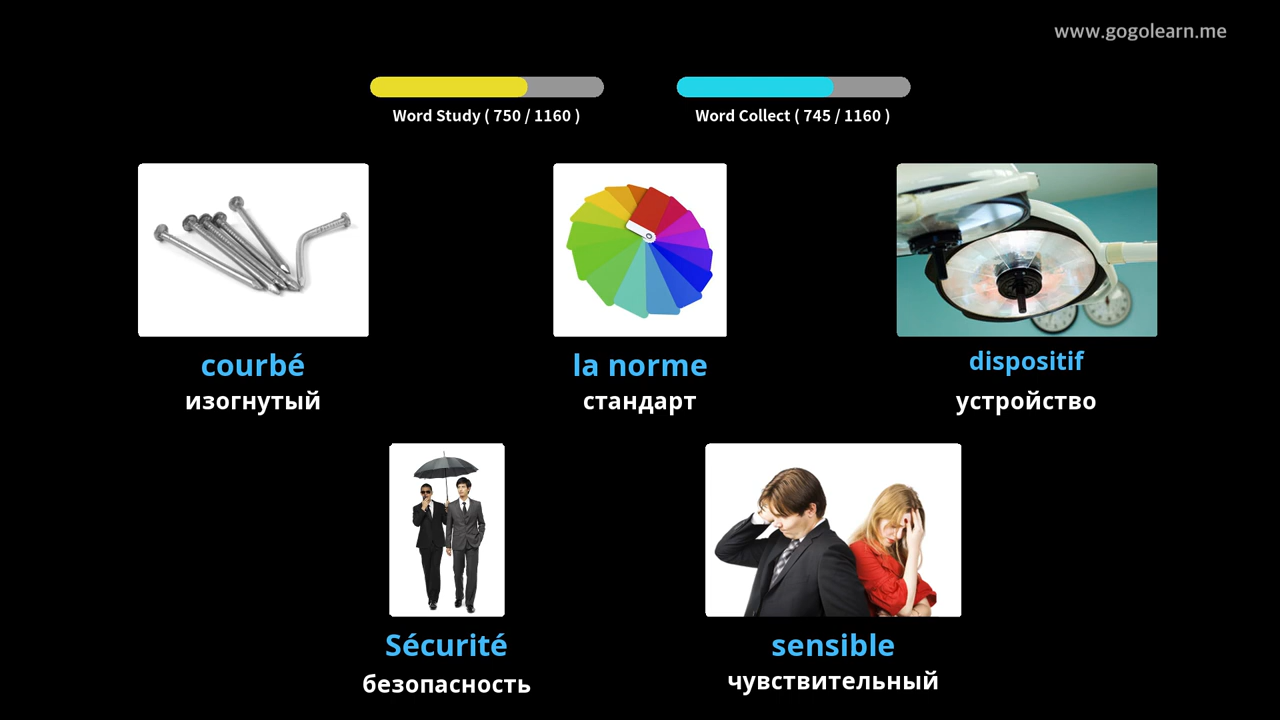 www.gogolearn.me
Word Study ( 750 / 1160 )
Word Collect ( 745 / 1160 )
courbé
изогнутый
la norme
стандарт
dispositif
устройство
Sécurité
безопасность
sensible
чувствительный